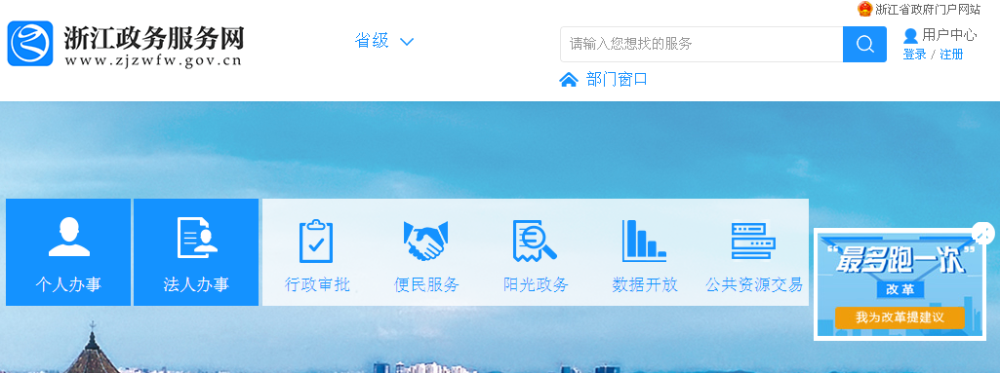 浙江省政府门户网站
浙江政务服务网
www.zjzwfw.gov.cn
省级
请输入您想找的服务
用户中心
登录 / 注册
部门窗口
个人办事
法人办事
行政审批
便民服务
阳光政务
数据开放
公共资源交易
“最多跑一次”
改革
我为改革提建议